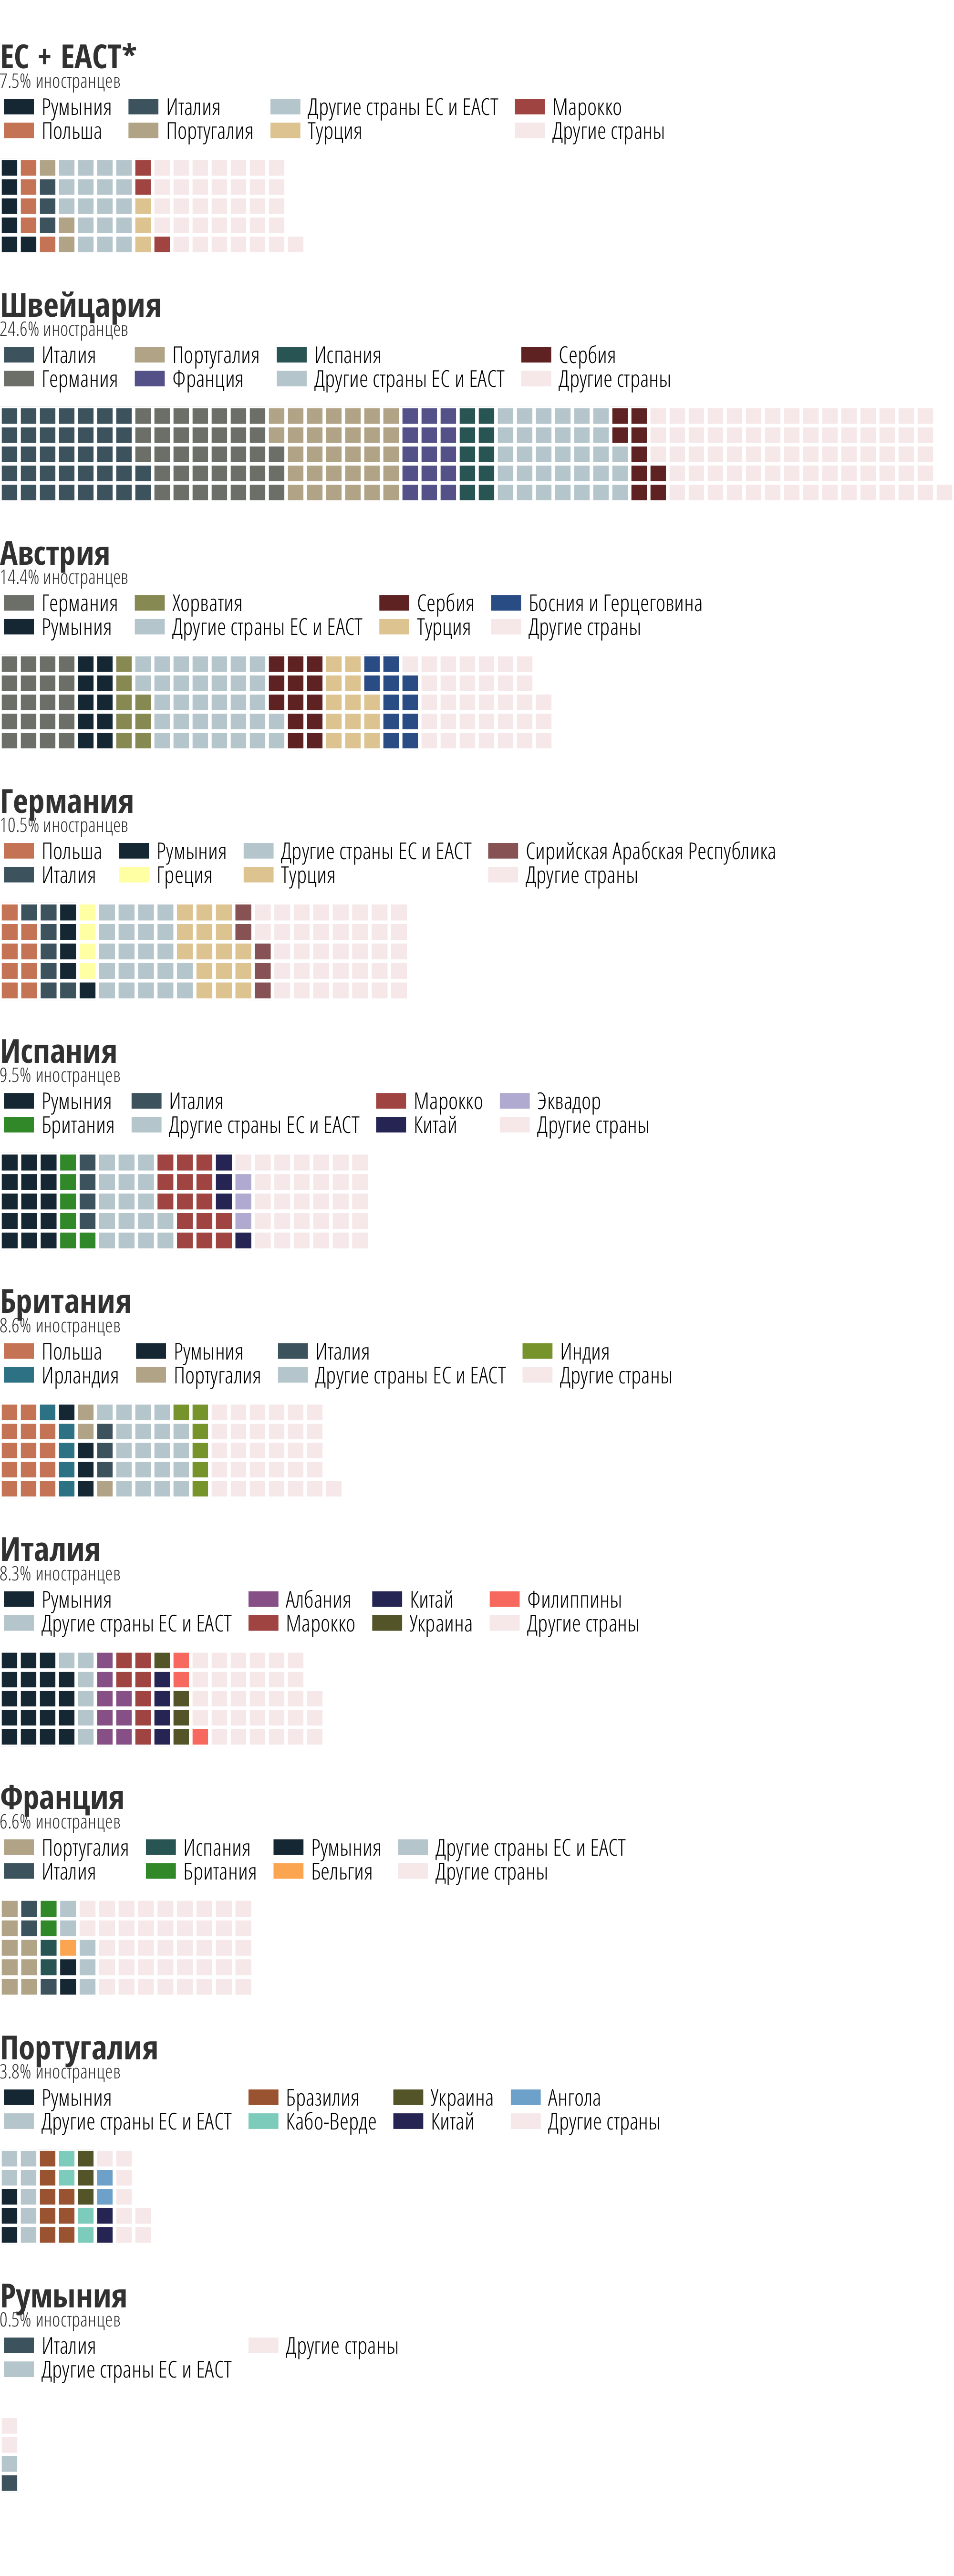 ЕС + ЕАСТ*
7.5% иностранцев
Румыния Италия Другие страны ЕС и ЕАСТ Марокко
Польша Португалия Турция Другие страны
Швейцария
24.6% иностранцев
Италия Португалия Испания Сербия
Германия Франция Другие страны ЕС и ЕАСТ Другие страны
Австрия
14.4% иностранцев
Германия Хорватия Сербия Босния и Герцеговина
Румыния Другие страны ЕС и ЕАСТ Турция Другие страны
Германия
10.5% иностранцев
Польша Румыния Другие страны ЕС и ЕАСТ Сирийская Арабская Республика
Италия Греция Турция Другие страны
Испания
9.5% иностранцев
Румыния Италия Марокко Эквадор
Британия Другие страны ЕС и ЕАСТ Китай Другие страны
Британия
8.6% иностранцев
Польша Румыния Италия Индия
Ирландия Португалия Другие страны ЕС и ЕАСТ Другие страны
Италия
8.3% иностранцев
Румыния Албания Китай Филиппины
Другие страны ЕС и ЕАСТ Марокко Украина Другие страны
Франция
6.6% иностранцев
Португалия Испания Румыния Другие страны ЕС и ЕАСТ
Италия Британия Бельгия Другие страны
Португалия
3.8% иностранцев
Румыния Бразилия Украина Ангола
Другие страны ЕС и ЕАСТ Кабо-Верде Китай Другие страны
Румыния
0.5% иностранцев
Италия Другие страны
Другие страны ЕС и ЕАСТ